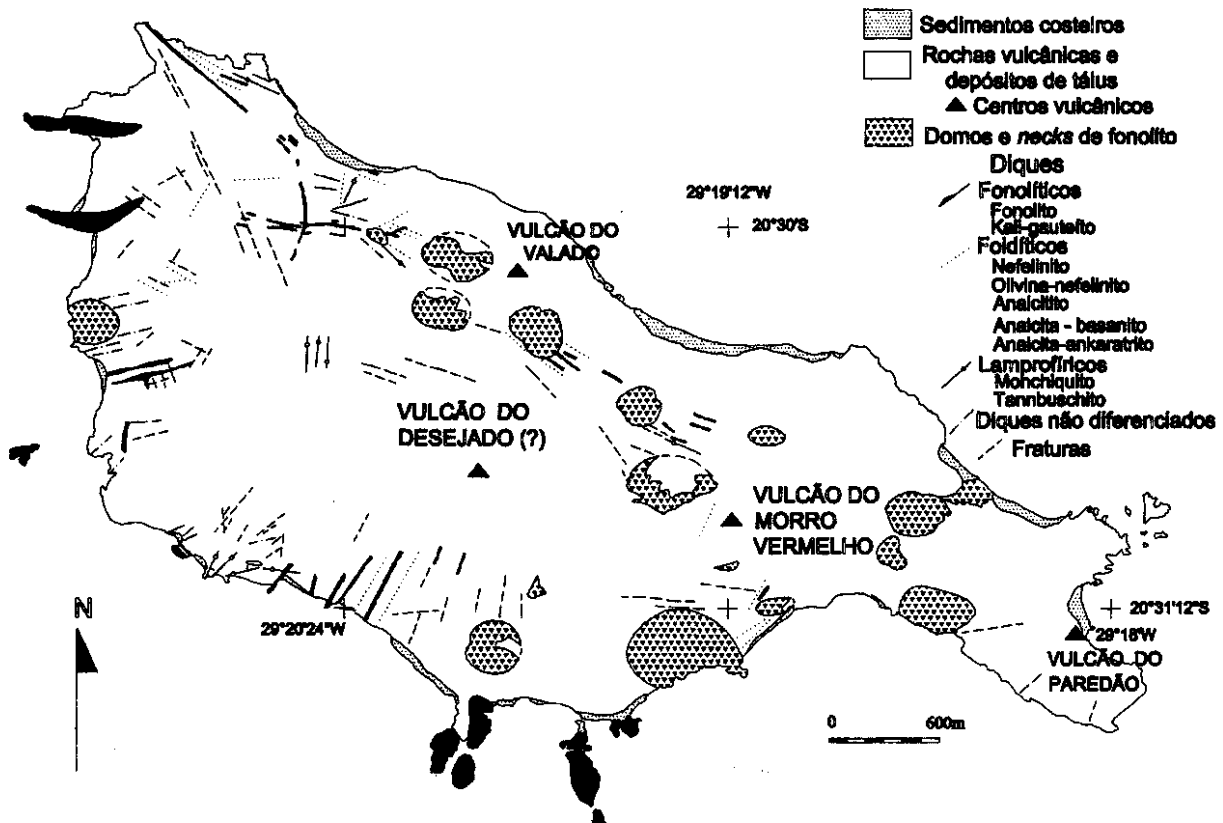 Sedimentos costeiros
Rochas vulcânicas e
depósitos de tálus
Centros vulcânicos
Domos e necks de fonolito
Diques
Fonolíticos
Fonolito
Kali-gauteíto
Foidíticos
Nefelinito
Olivina-nefelinito
Analcitito
Analcita - basanito
Analcita-ankaratrito
Lamprofíricos
Monchiquito
Tannbuschito
Diques não diferenciados
Fraturas
29°19'12"W
20°30'S
VULCÃO DO
VALADO
VULCÃO DO
DESEJADO (?)
VULCÃO DO
MORRO
VERMELHO
N
29°20'24"W
20°31'12"S
29°18'W
VULCÃO DO
PAREDÃO
0 600m